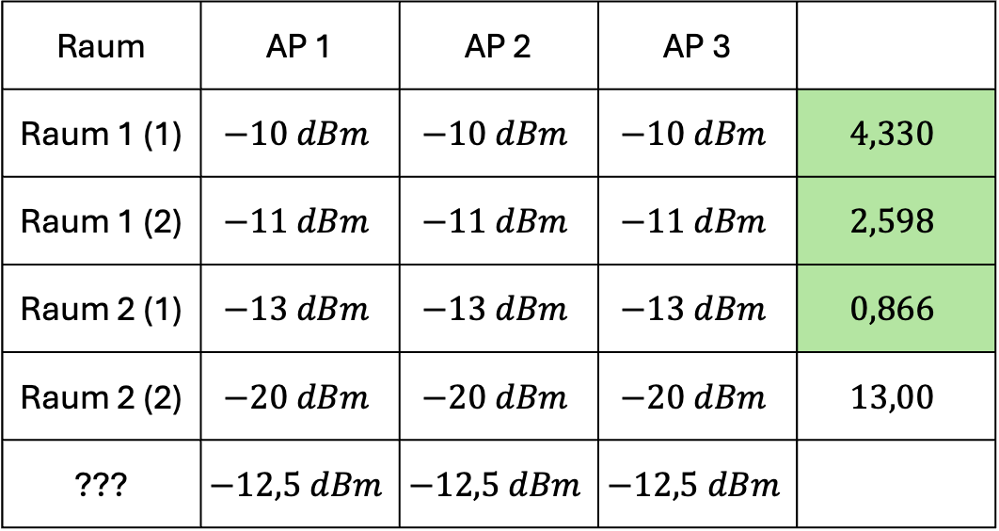 Raum AP 1 AP 2 AP 3
Raum 1 (1) −10 dBm −10 dBm −10 dBm 4,330
Raum 1 (2) −11 dBm −11 dBm −11 dBm 2,598
Raum 2 (1) −13 dBm −13 dBm −13 dBm 0,866
Raum 2 (2) −20 dBm −20 dBm −20 dBm 13,00
??? −12,5 dBm −12,5 dBm −12,5 dBm